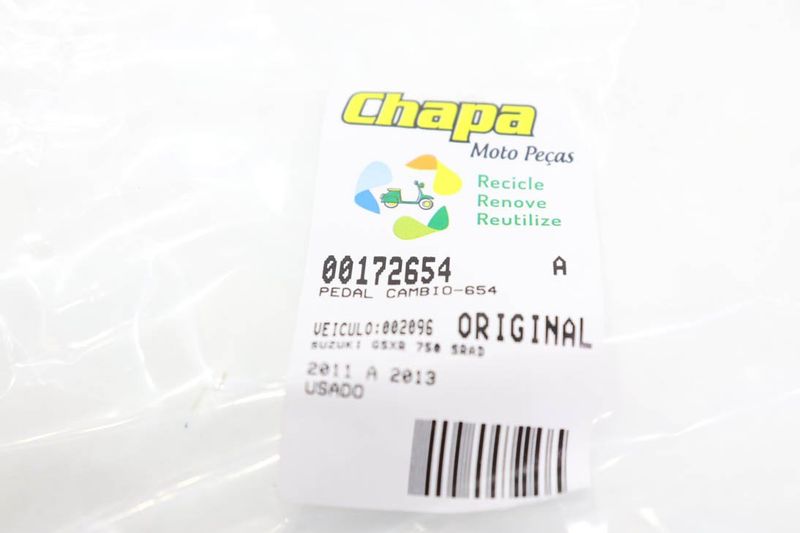 Chapa
Moto Peças
Recicle
Renove
Reutilize
00172654 A
PEDAL CAMBIO-654
VEICULO:002096 ORIGINAL
SUZUKI GSXR 750 SRAD
2011 A 2013
USADO